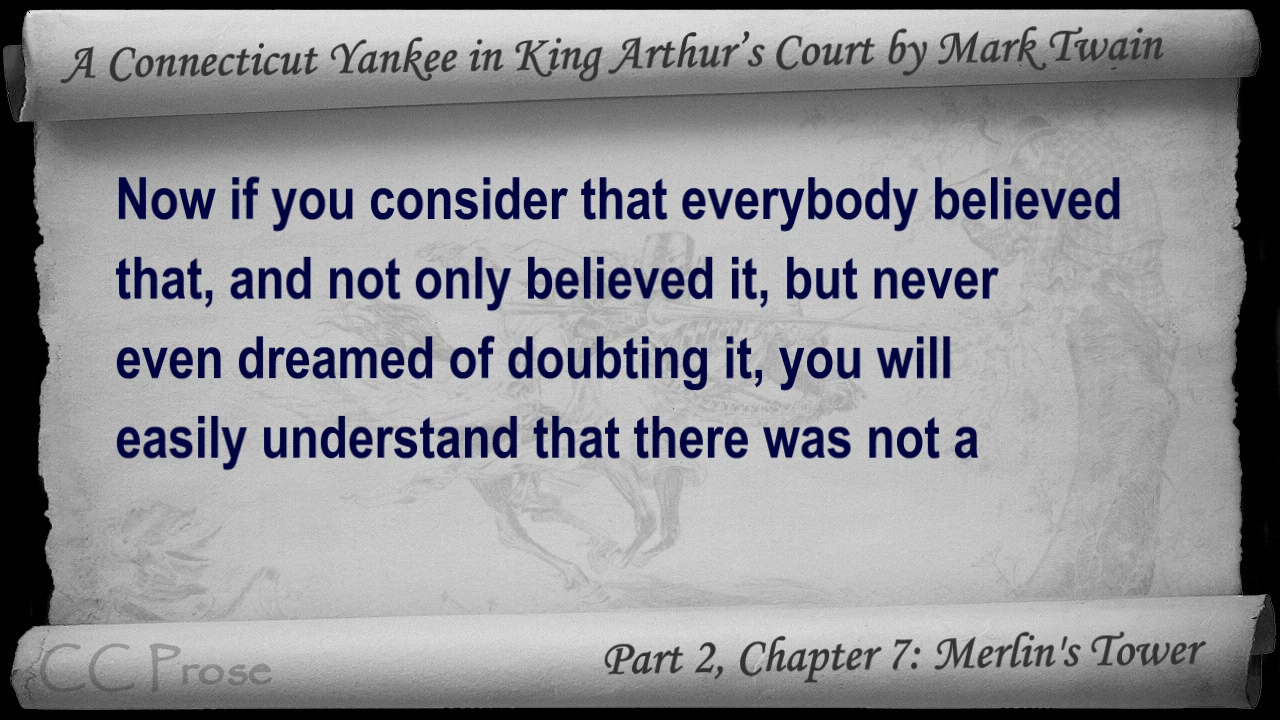 A Connecticut Yankee in King Arthur's Court by Mark Twain
Now if you consider that everybody believed
that, and not only believed it, but never
even dreamed of doubting it, you will
easily understand that there was not a
CC Prose
Part 2, Chapter 7: Merlin's Tower